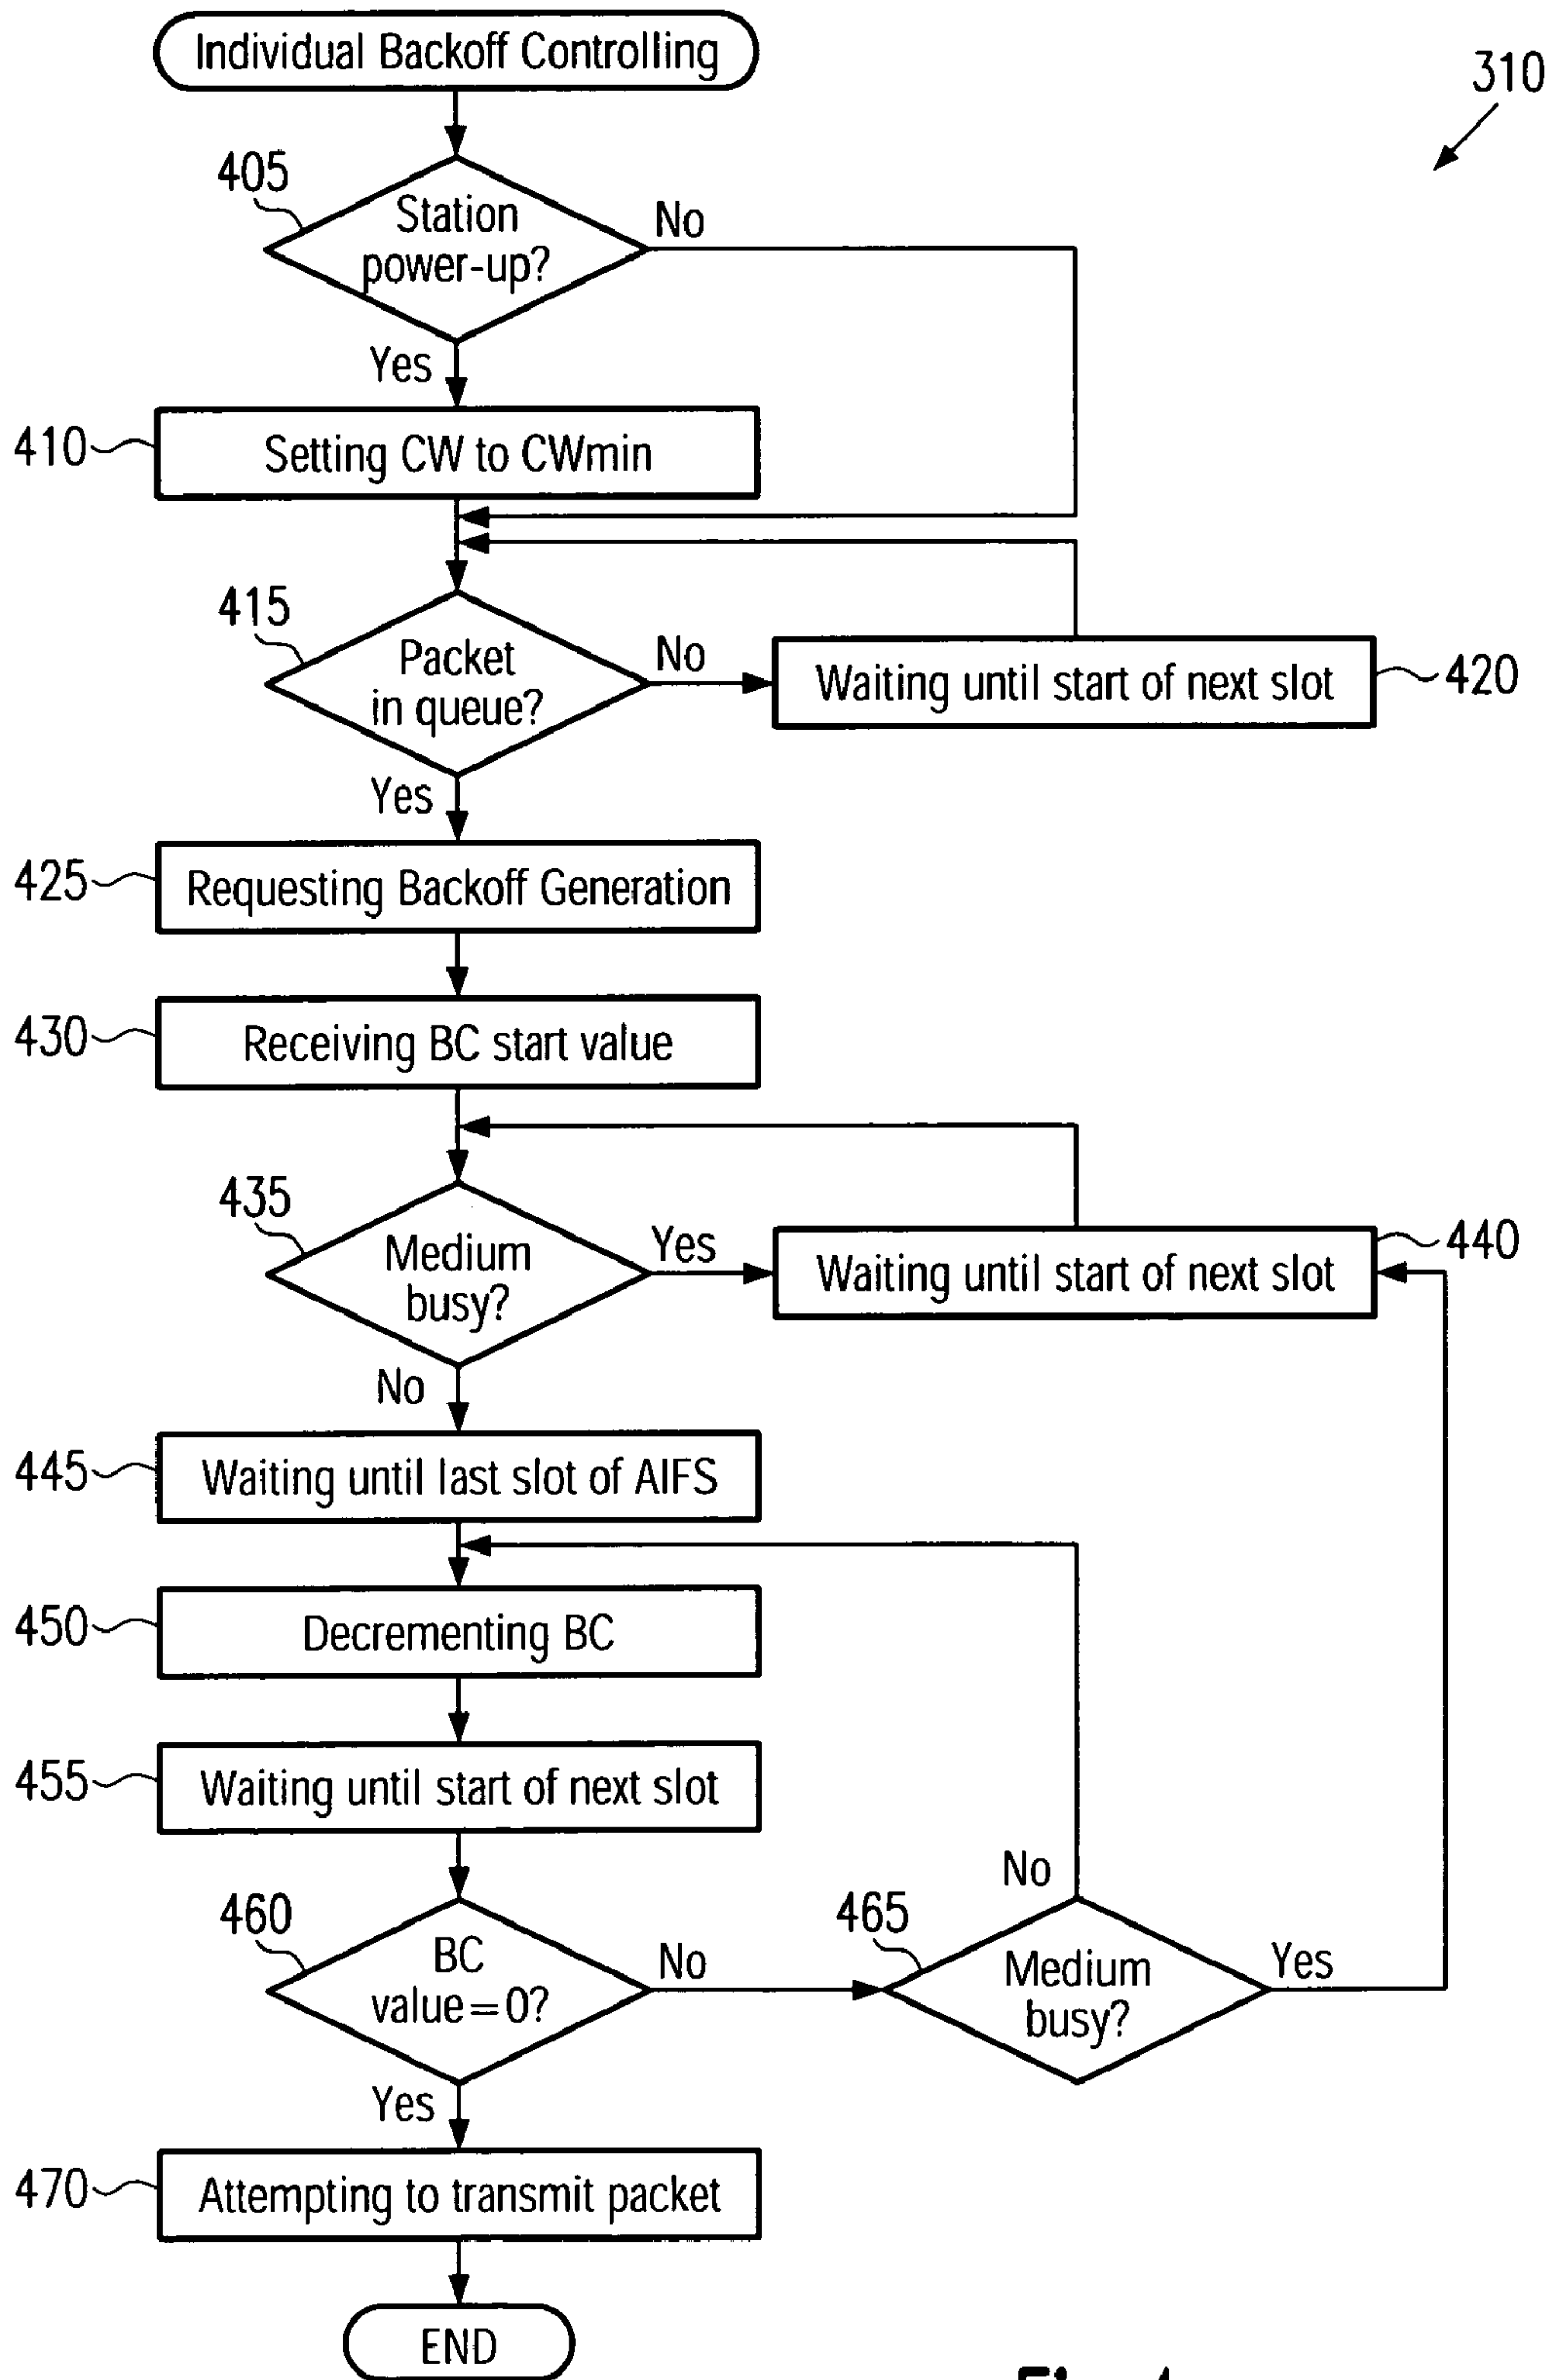 Individual Backoff Controlling
310
405
Station
power-up?
No
Yes
410
Setting CW to CWmin
415
Packet
in queue?
No
Waiting until start of next slot
420
Yes
425
Requesting Backoff Generation
430
Receiving BC start value
435
Medium
busy?
Yes
Waiting until start of next slot
440
No
445
Waiting until last slot of AIFS
450
Decrementing BC
455
Waiting until start of next slot
460
BC
value=0?
No
465
No
Medium
busy?
Yes
Yes
470
Attempting to transmit packet
END